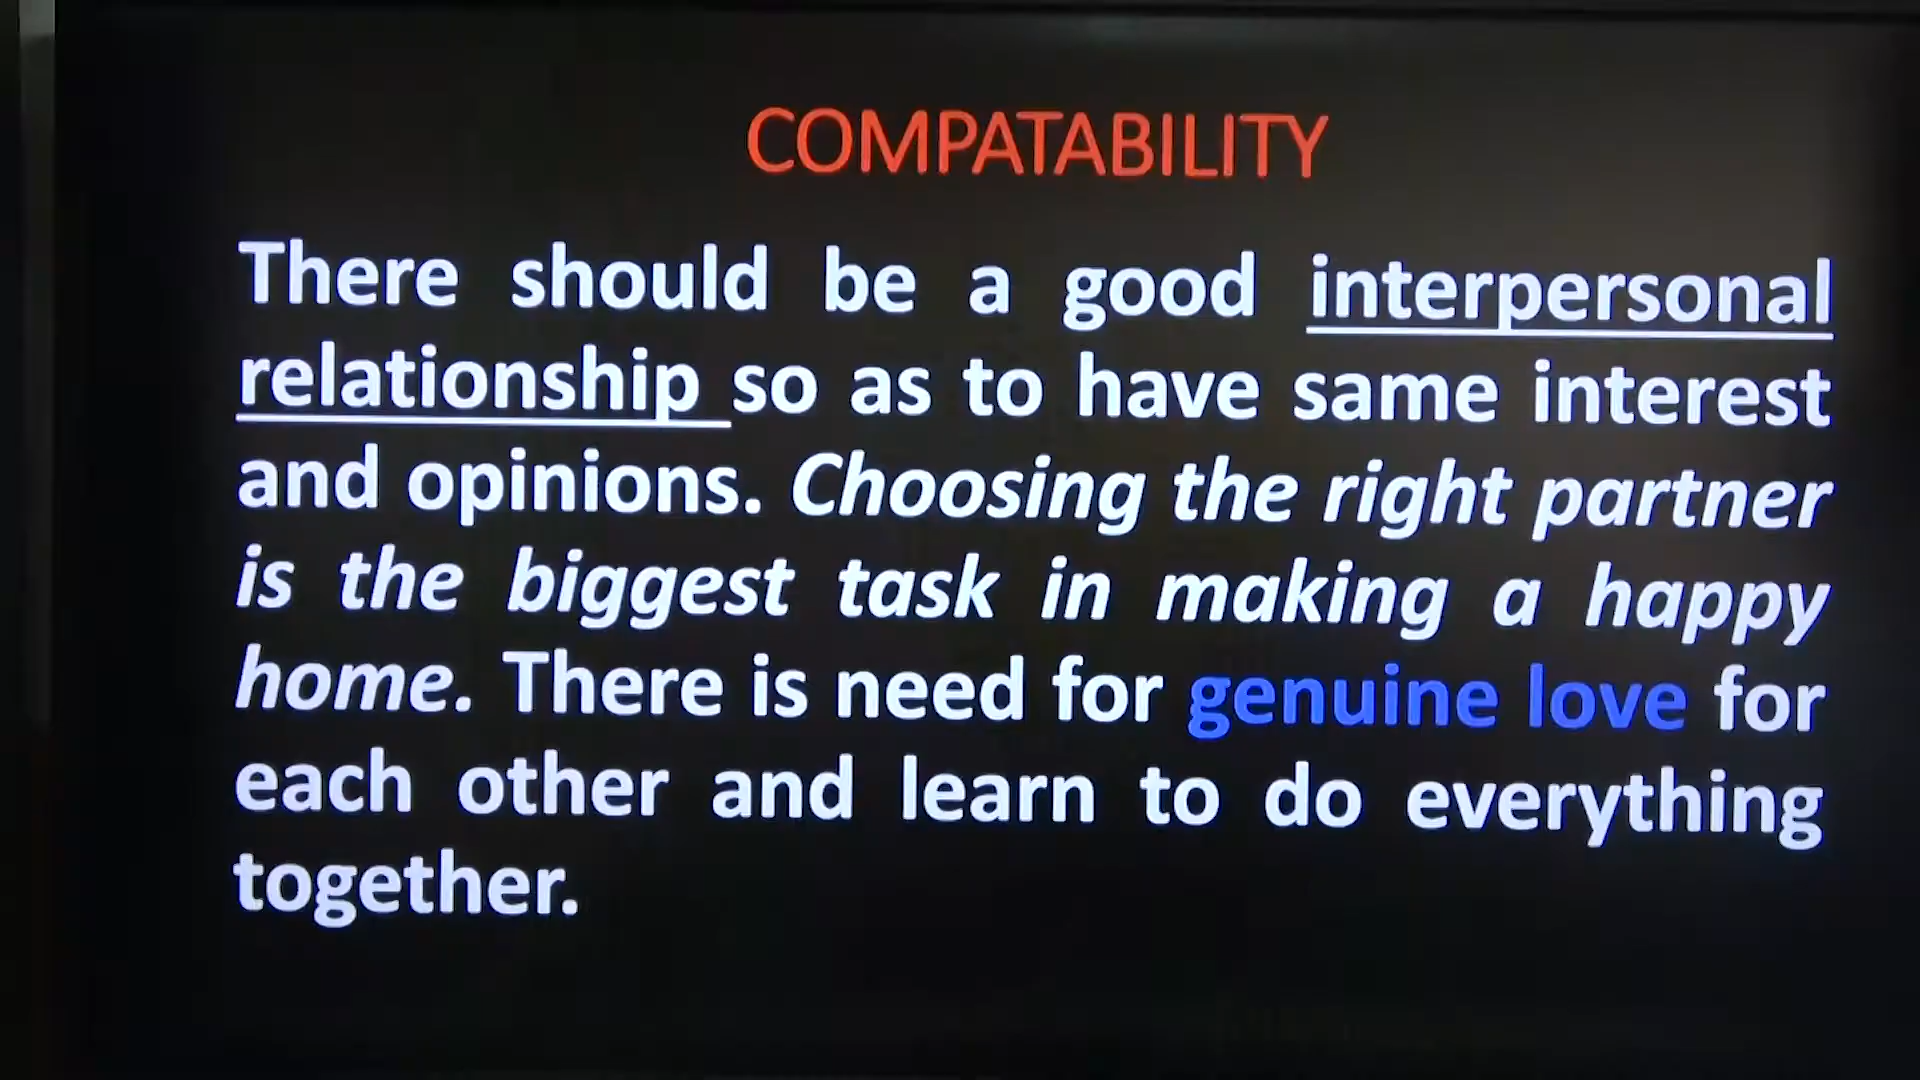 COMPATABILITY
There should be a good interpersonal
relationship so as to have same interest
and opinions. Choosing the right partner
is the biggest task in making a happy
home. There is need for genuine love for
each other and learn to do everything
together.